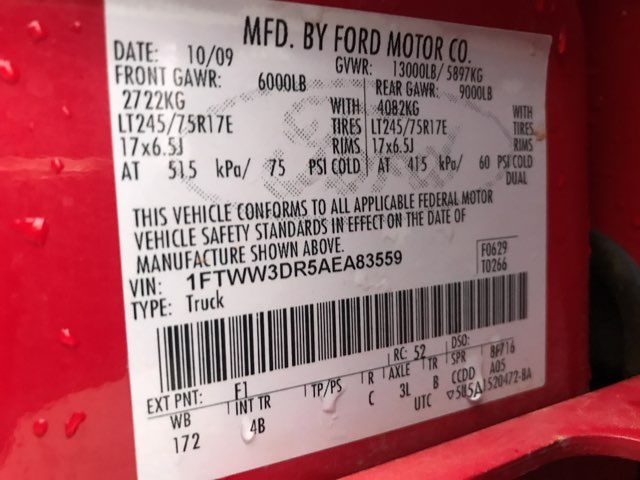 MFD. BY FORD MOTOR CO.
DATE: 10/09 GVWR: 13000LB/ 5897KG
FRONT GAWR: 6000LB REAR GAWR: 9000LB
2722KG WITH 4082KG WITH
LT245/75R17E TIRES LT245/75R17E TIRES
17x6.5J RIMS 17x6.5J RIMS
AT 515 kPa/ 75 PSI COLD AT 415 kPa/ 60 PSI COLD
DUAL
THIS VEHICLE CONFORMS TO ALL APPLICABLE FEDERAL MOTOR
VEHICLE SAFETY STANDARDS IN EFFECT ON THE DATE OF
MANUFACTURE SHOWN ABOVE.
VIN: 1FTWW3DR5AEA83559 F0629
TYPE: Truck T0266
EXT PNT: F1 RC: 52 DSO:
WB INT TR TP/PS R AXLE TR SPR 8F716
172 4B C 3L B CCDD A05
UTC 5U5A 1520472-BA